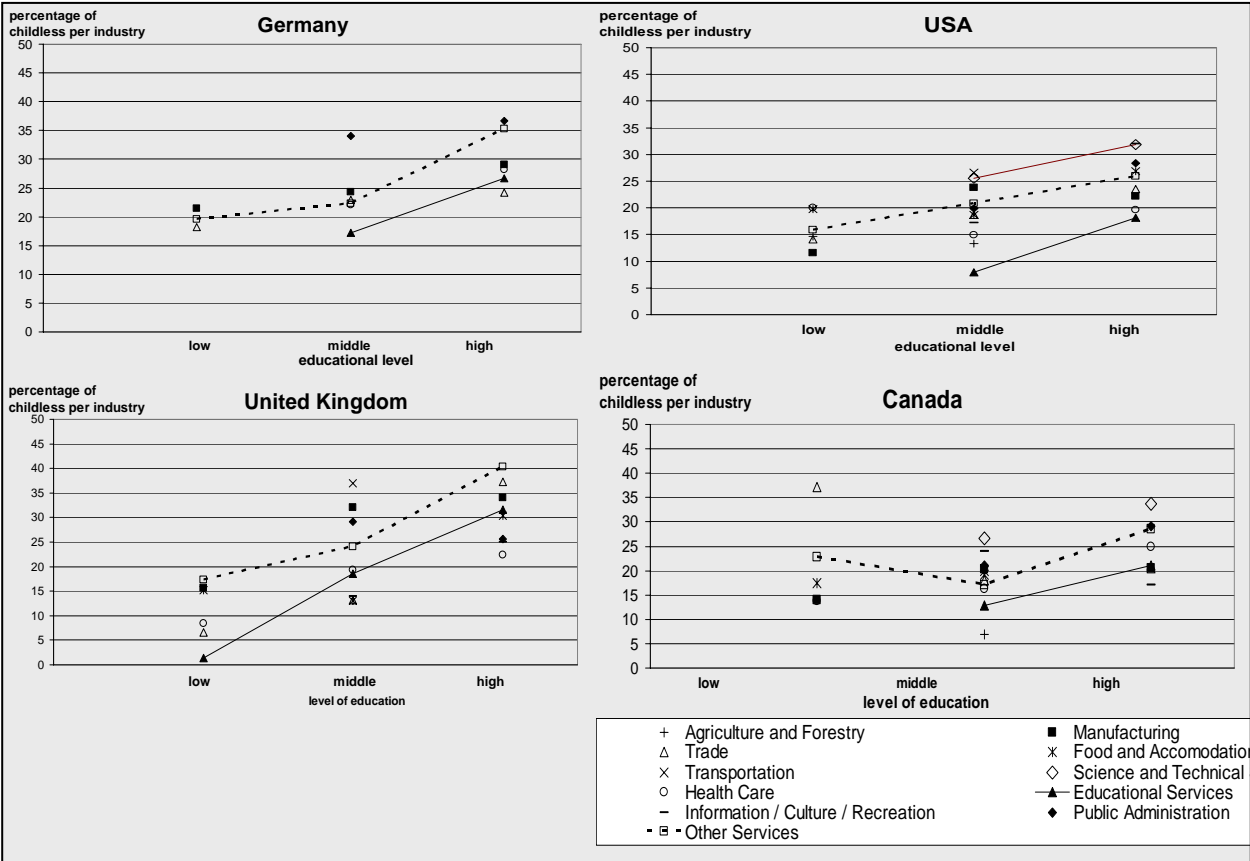 percentage of
childless per industry
Germany
50
45
40
35
30
25
20
15
10
5
0
low middle high
educational level
percentage of
childless per industry
USA
50
45
40
35
30
25
20
15
10
5
0
low middle high
educational level
percentage of
childless per industry
United Kingdom
50
45
40
35
30
25
20
15
10
5
0
low middle high
level of education
percentage of
childless per industry
Canada
50
45
40
35
30
25
20
15
10
5
0
low middle high
level of education
Agriculture and Forestry
Manufacturing
Trade
Food and Accomodation
Transportation
Science and Technical
Health Care
Educational Services
Information / Culture / Recreation
Public Administration
Other Services